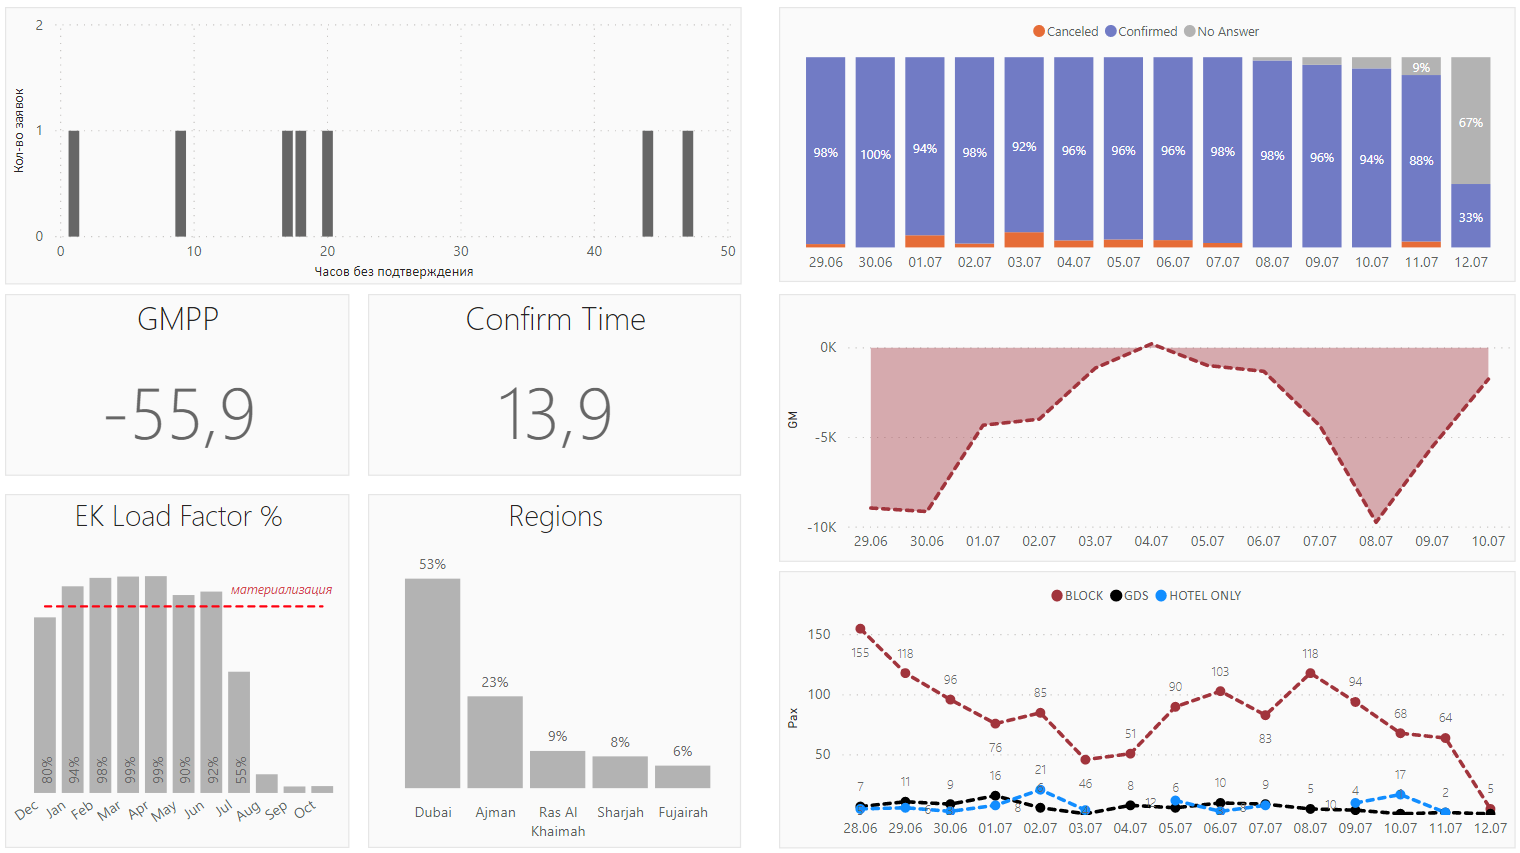 2
1
0
Кол-во заявок
0 10 20 30 40 50
Часов без подтверждения
Canceled Confirmed No Answer
98% 100% 94% 98% 92% 96% 96% 96% 98% 98% 96% 94% 9% 88% 67% 33%
29.06 30.06 01.07 02.07 03.07 04.07 05.07 06.07 07.07 08.07 09.07 10.07 11.07 12.07
GMPP
-55,9
Confirm Time
13,9
0K
-5K
-10K
GM
29.06 30.06 01.07 02.07 03.07 04.07 05.07 06.07 07.07 08.07 09.07 10.07
EK Load Factor %
материализация
80% 94% 98% 99% 99% 90% 92% 55%
Dec Jan Feb Mar Apr May Jun Jul Aug Sep Oct
Regions
53%
23%
9%
8%
6%
Dubai Ajman Ras Al Khaimah Sharjah Fujairah
BLOCK GDS HOTEL ONLY
150
100
50
Pax
155 118 96 76 85 46 51 90 103 83 118 94 68 64 5
7 11 9 16 21 8 6 10 9 5 4 17 2
8 12 10
28.06 29.06 30.06 01.07 02.07 03.07 04.07 05.07 06.07 07.07 08.07 09.07 10.07 11.07 12.07